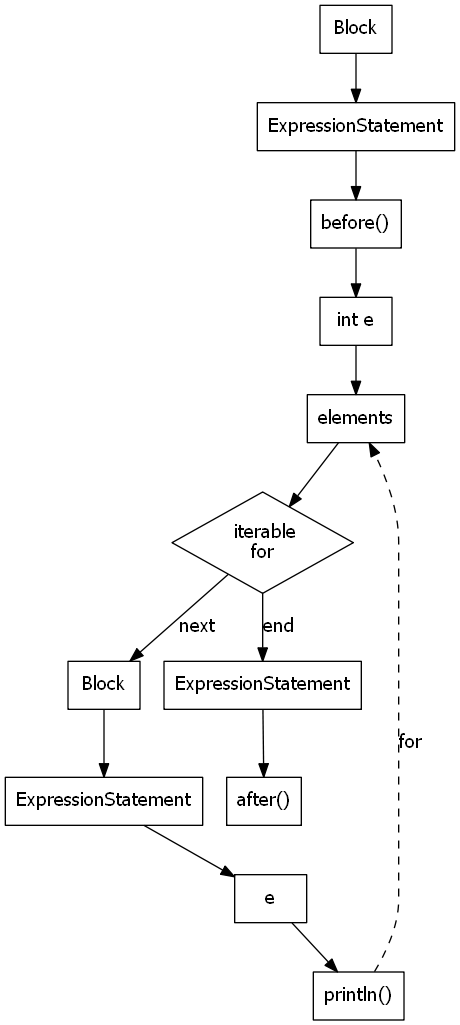 Block
ExpressionStatement
before()
int e
elements
iterable
for
next
end
Block
ExpressionStatement
for
ExpressionStatement
after()
e
println()